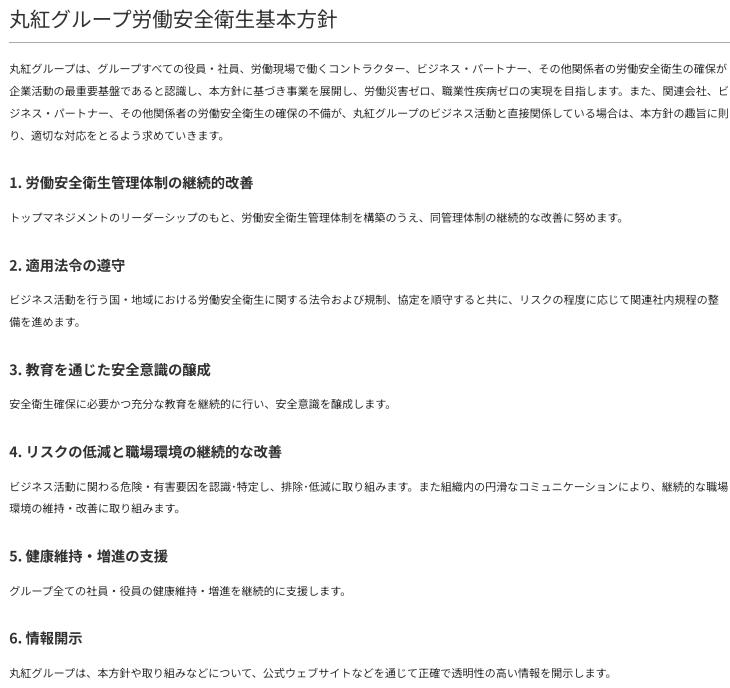 丸紅グループ労働安全衛生基本方針
丸紅グループは、グループすべての役員・社員、労働現場で働くコントラクター、ビジネス・パートナー、その他関係者の労働安全衛生の確保が
企業活動の最重要基盤であると認識し、本方針に基づき事業を展開し、労働災害ゼロ、職業性疾病ゼロの実現を目指します。また、関連会社、ビ
ジネス・パートナー、その他関係者の労働安全衛生の確保の不備が、丸紅グループのビジネス活動と直接関係している場合は、本方針の趣旨に則
り、適切な対応をとるよう求めていきます。
1. 労働安全衛生管理体制の継続的改善
トップマネジメントのリーダーシップのもと、労働安全衛生管理体制を構築のうえ、同管理体制の継続的な改善に努めます。
2. 適用法令の遵守
ビジネス活動を行う国・地域における労働安全衛生に関する法令および規制、協定を順守すると共に、リスクの程度に応じて関連社内規程の整
備を進めます。
3. 教育を通じた安全意識の醸成
安全衛生確保に必要かつ充分な教育を継続的に行い、安全意識を醸成します。
4. リスクの低減と職場環境の継続的な改善
ビジネス活動に関わる危険・有害要因を認識･特定し、排除･低減に取り組みます。また組織内の円滑なコミュニケーションにより、継続的な職場
環境の維持・改善に取り組みます。
5. 健康維持・増進の支援
グループ全ての社員・役員の健康維持・増進を継続的に支援します。
6. 情報開示
丸紅グループは、本方針や取り組みなどについて、公式ウェブサイトなどを通じて正確で透明性の高い情報を開示します。